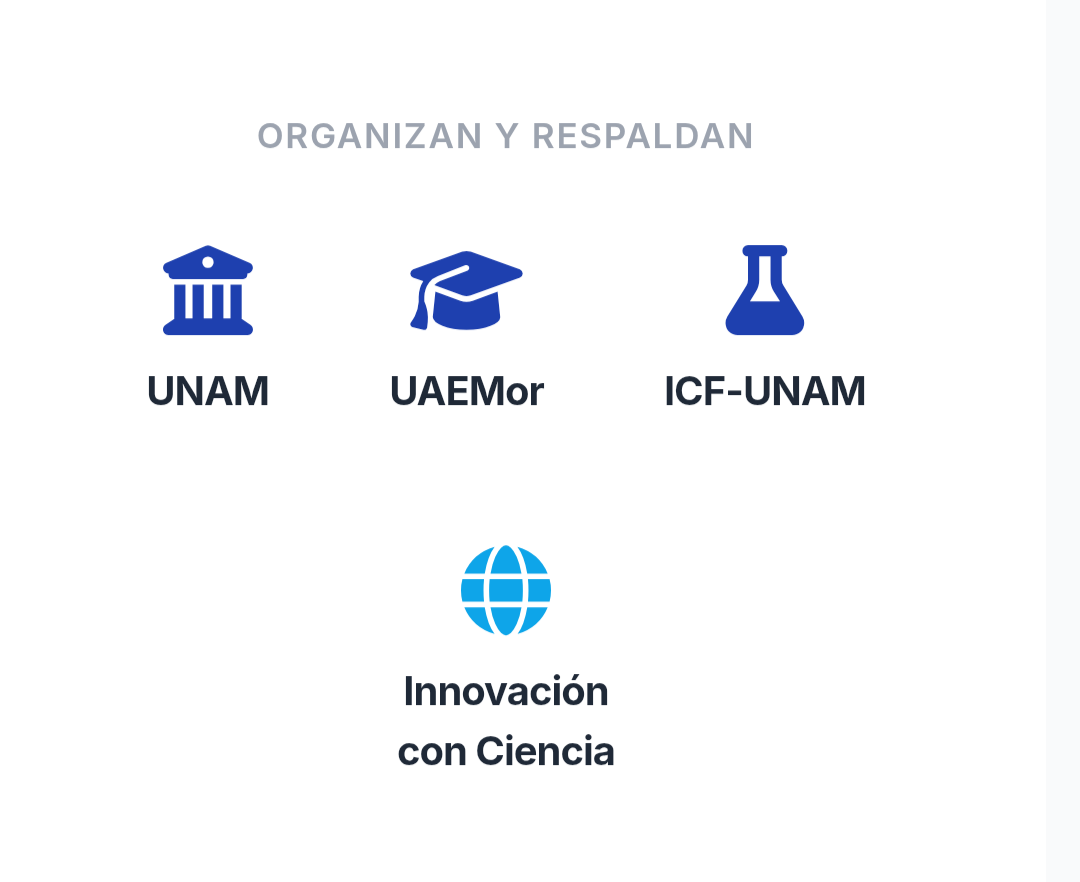 ORGANIZAN Y RESPALDAN
UNAM
UAEMor
ICF-UNAM
Innovación
con Ciencia